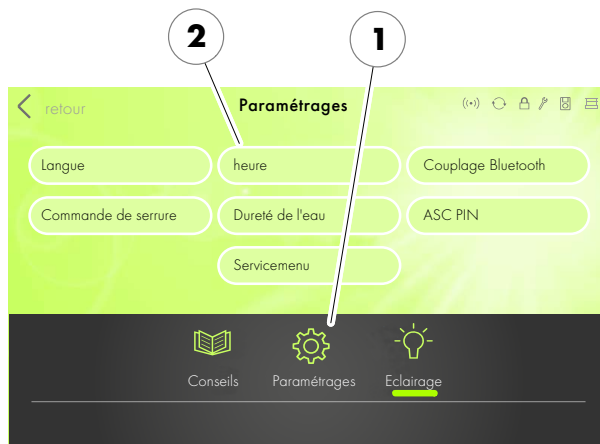 2 1
retour Paramétrages
Langue heure Couplage Bluetooth
Commande de serrure Dureté de l'eau ASC PIN
Servicemenu
Conseils Paramétrages Eclairage